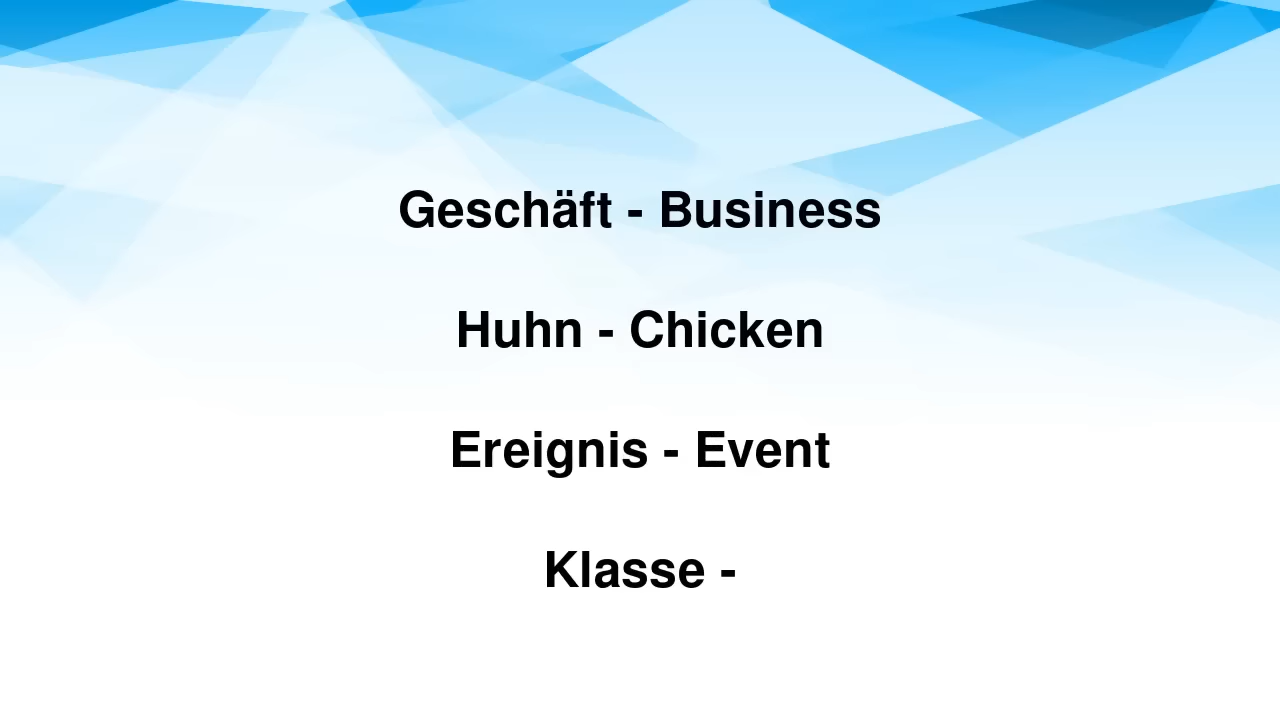 Geschäft - Business
Huhn - Chicken
Ereignis - Event
Klasse -